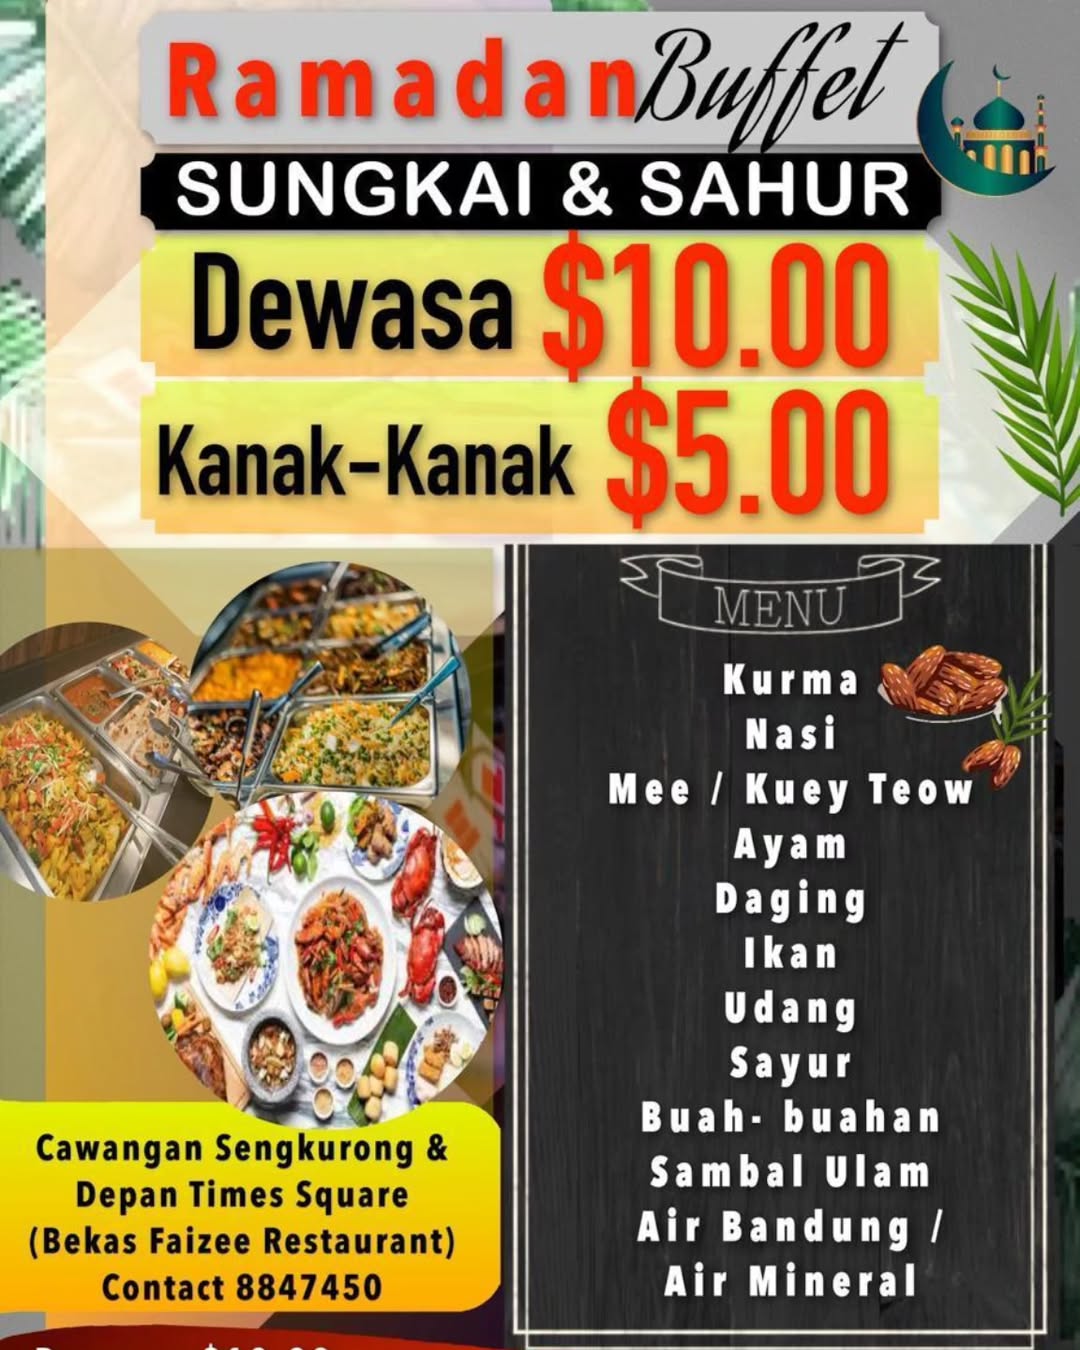 Ramadan Buffet
SUNGKAI & SAHUR
Dewasa $10.00
Kanak-Kanak $5.00
MENU
Kurma
Nasi
Mee / Kuey Teow
Ayam
Daging
Ikan
Udang
Sayur
Buah- buahan
Sambal Ulam
Air Bandung /
Air Mineral
Cawangan Sengkurong &
Depan Times Square
(Bekas Faizee Restaurant)
Contact 8847450